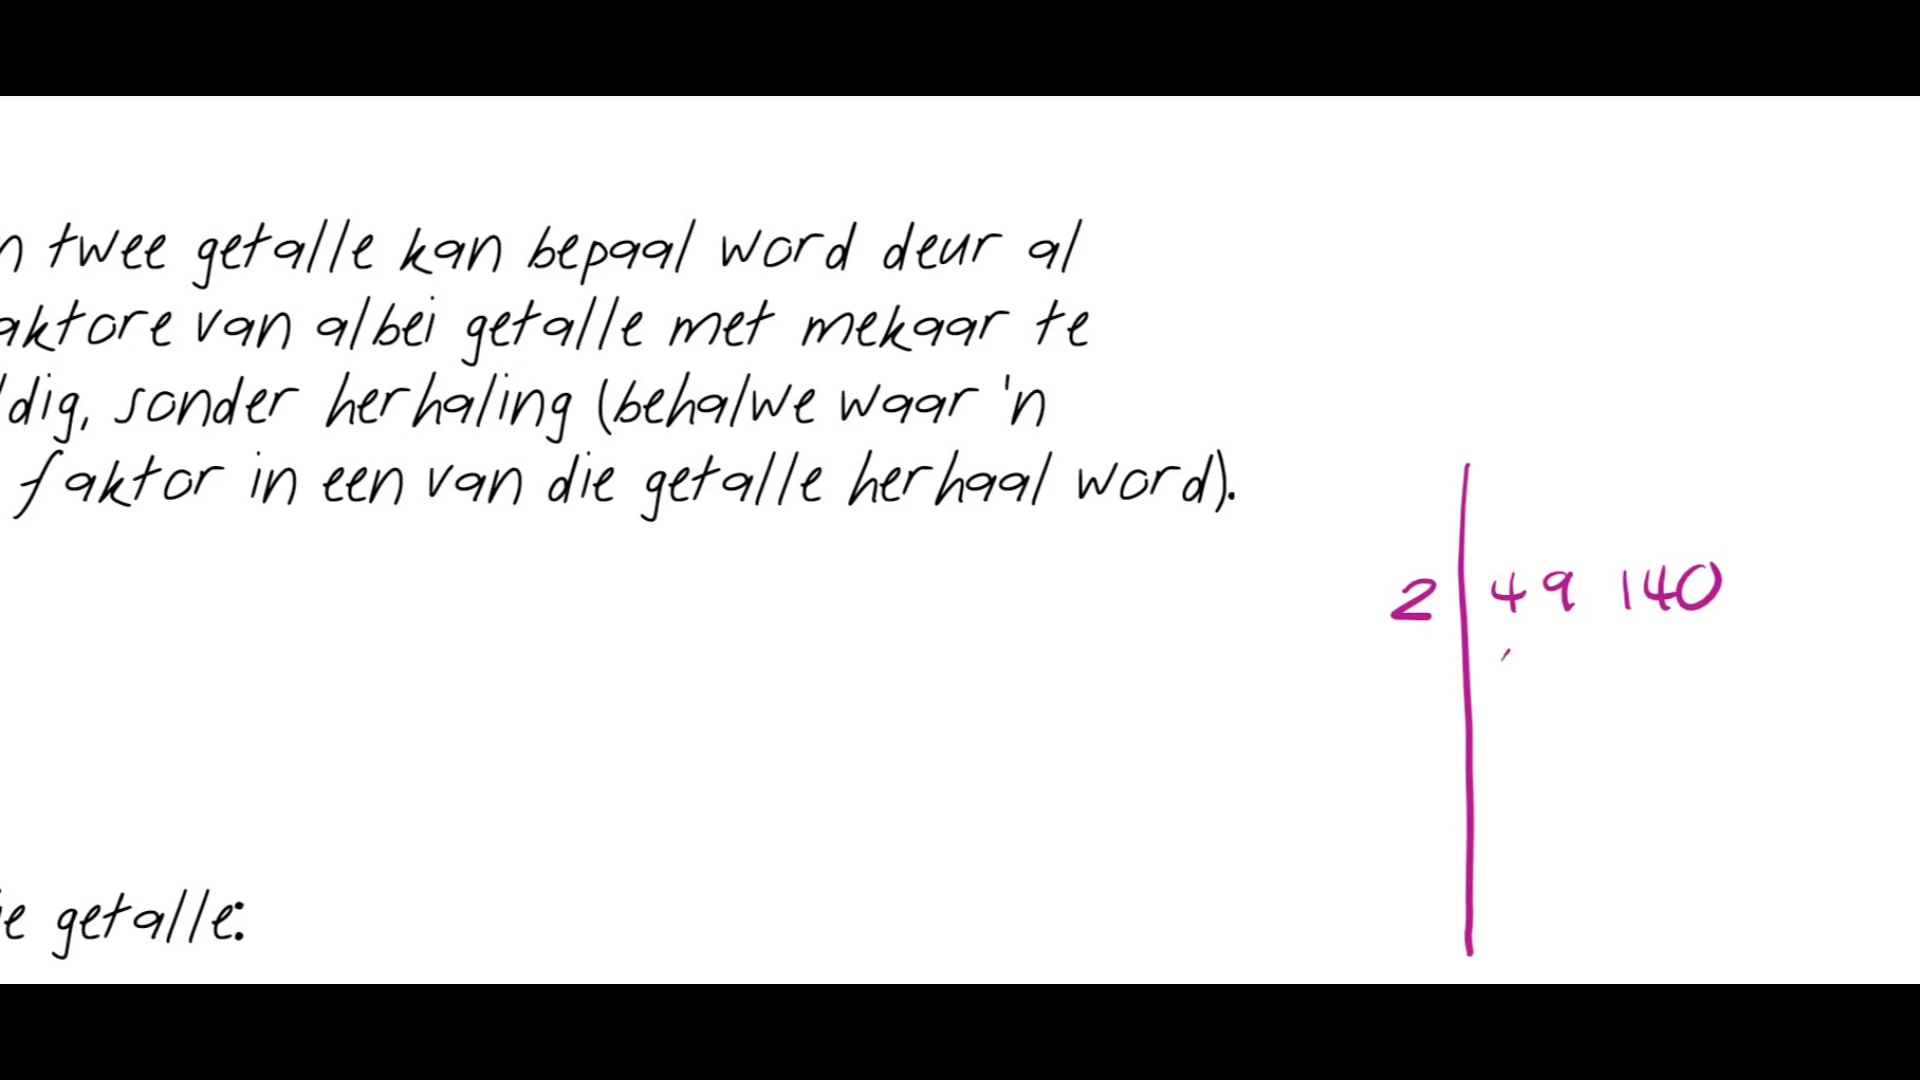 n twee getalle kan bepaal word deur al
aktore van albei getalle met mekaar te
ldig, sonder herhaling (behalwe waar 'n
faktor in een van die getalle herhaal word).
2 | 49 140
e getalle: